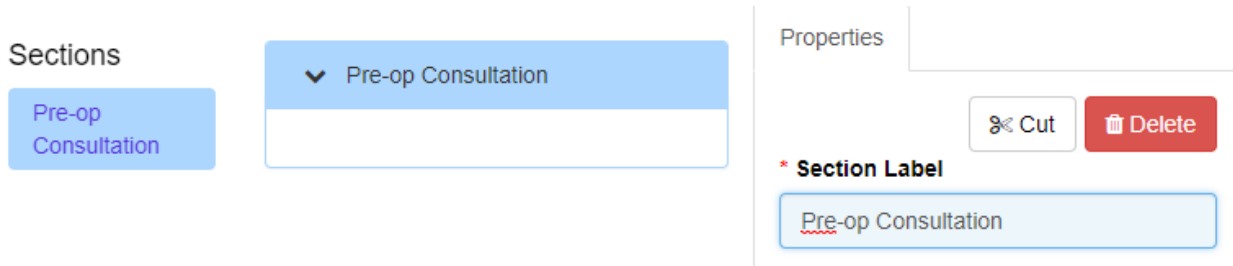 Sections
Pre-op
Consultation
Pre-op Consultation
Properties
Cut
Delete
* Section Label
Pre-op Consultation